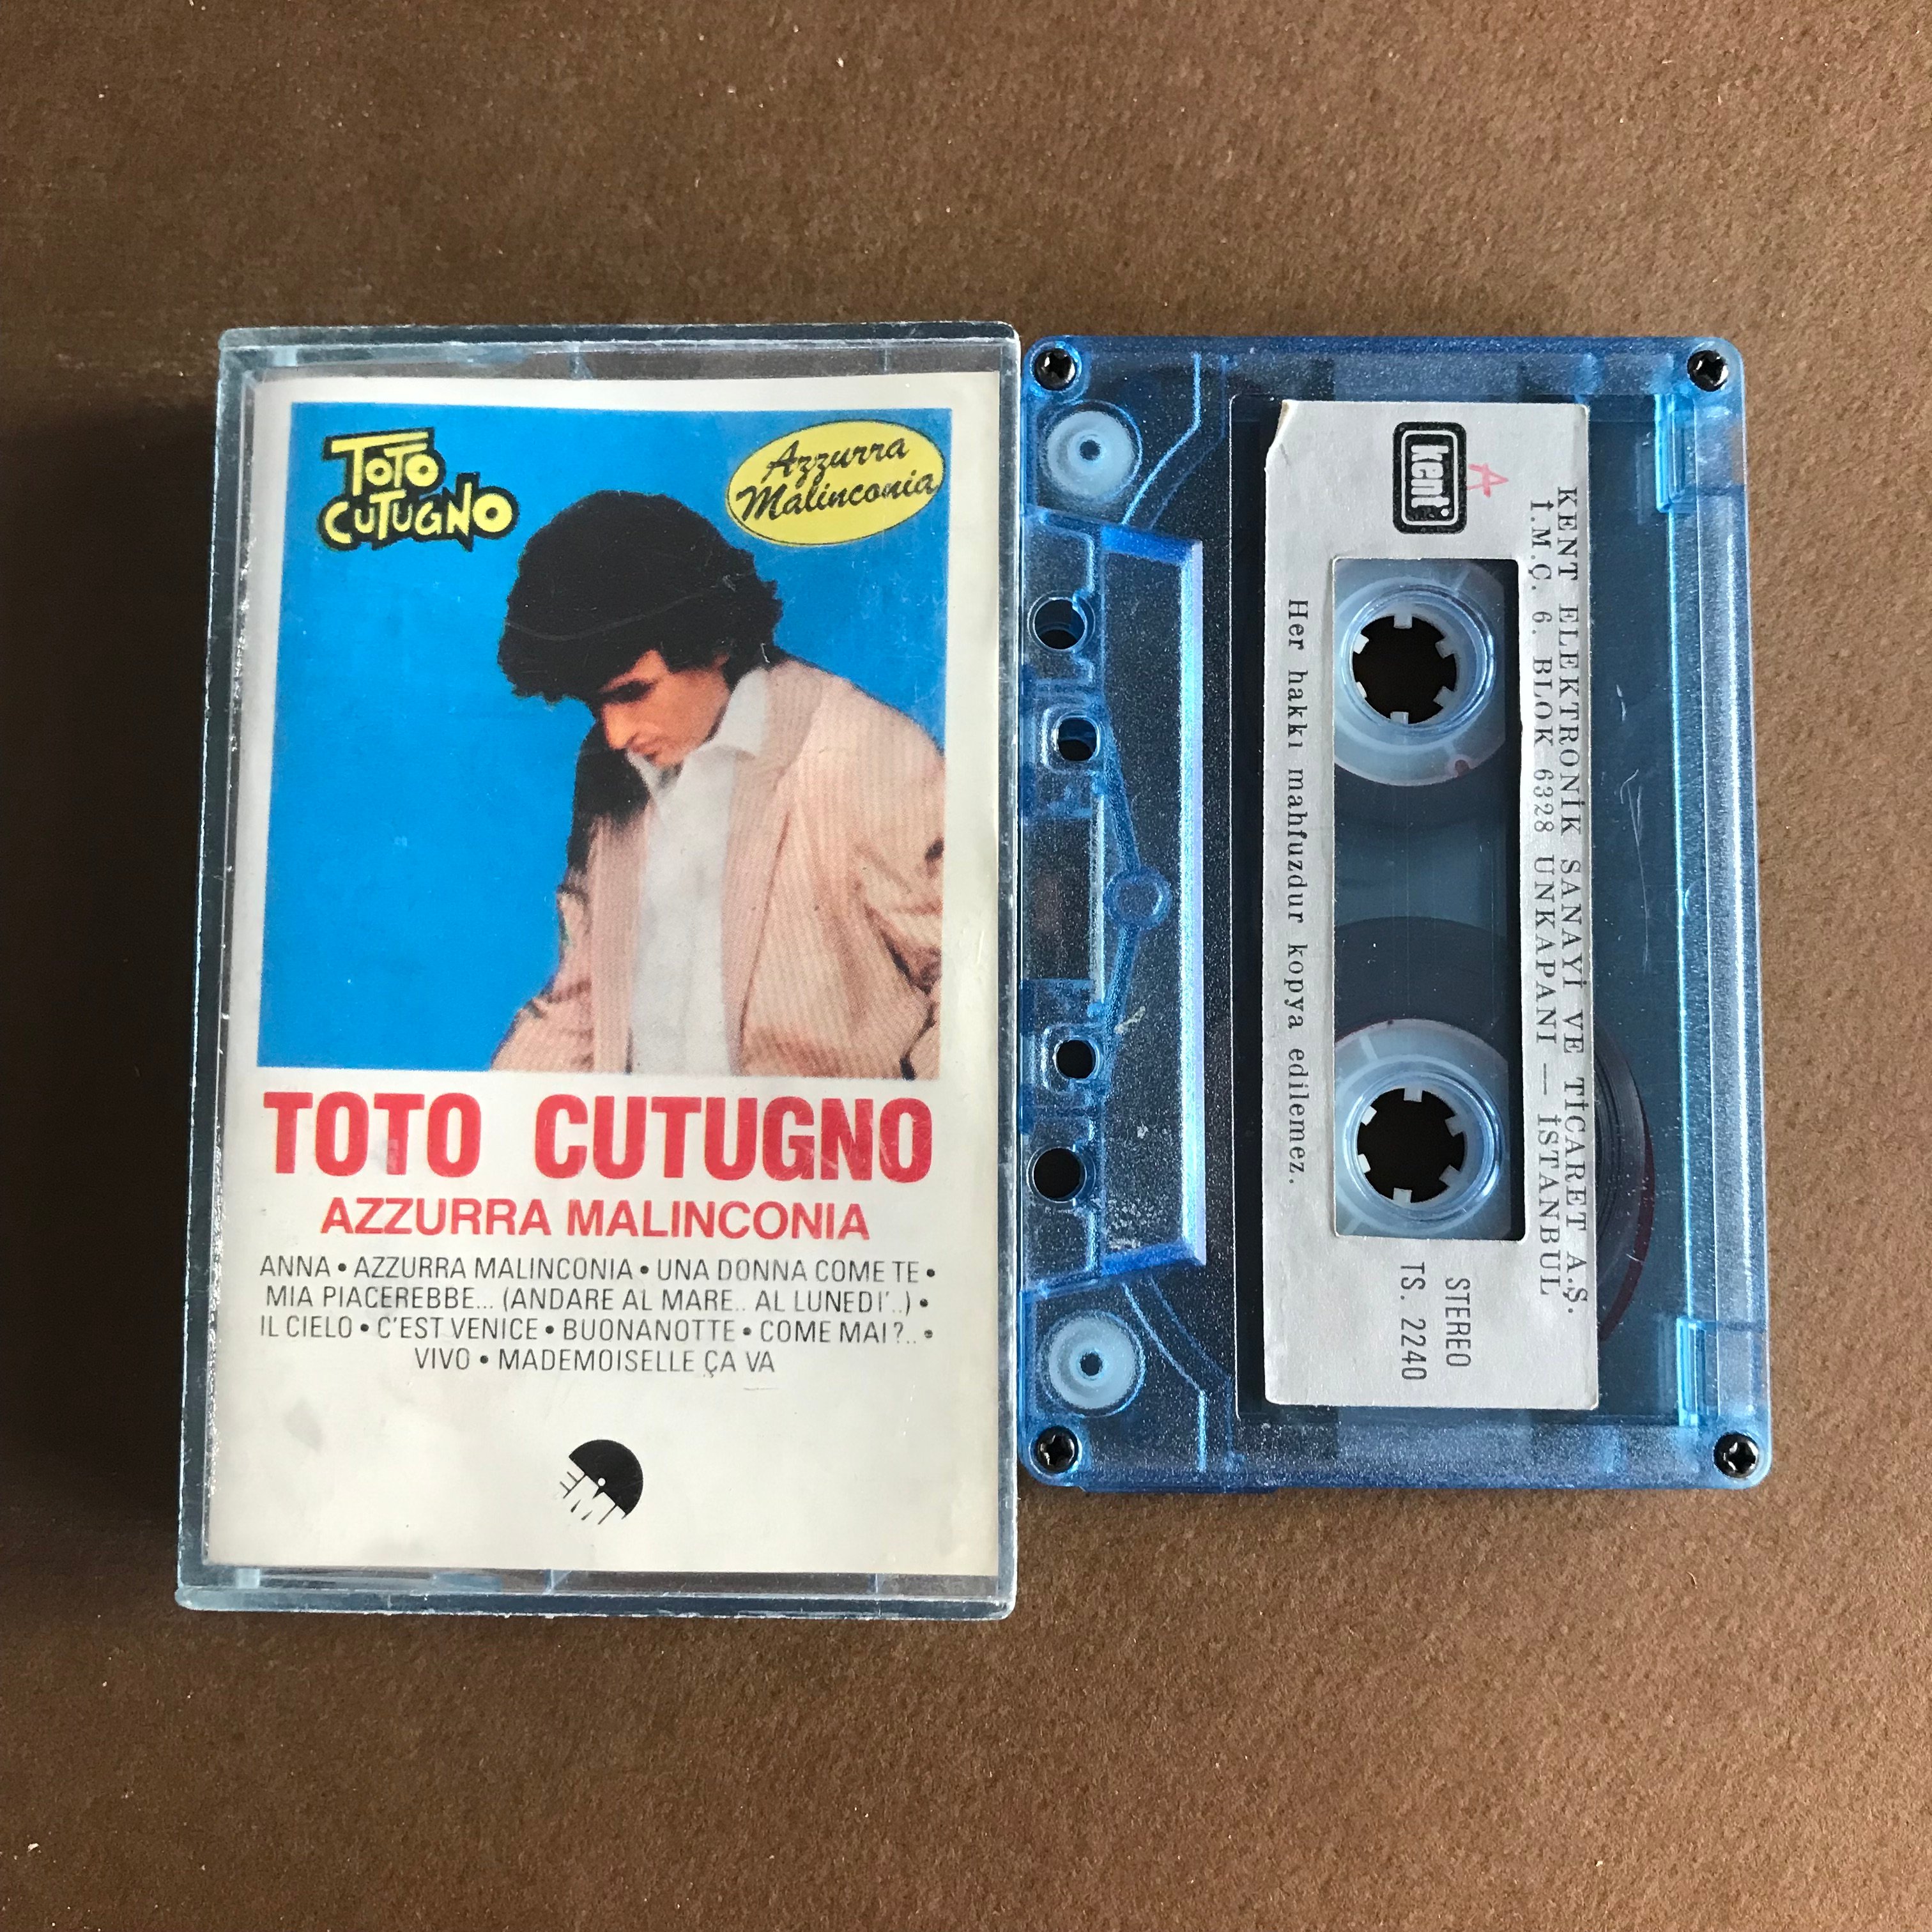 TOTO
CUTUGNO
Azzurra
Malinconia
TOTO CUTUGNO
AZZURRA MALINCONIA
ANNA • AZZURRA MALINCONIA • UNA DONNA COME TE •
MIA PIACEREBBE... (ANDARE AL MARE.. AL LUNEDI'..) •
IL CIELO • C'EST VENICE • BUONANOTTE • COME MAI?.. •
VIVO • MADEMOISELLE ÇA VA
EMI
kent
A
KENT ELEKTRONİK SANAYİ VE TİCARET A.Ş.
İ.M.Ç. 6. BLOK 6328 UNKAPANI — İSTANBUL
STEREO
TS. 2240
Her hakkı mahfuzdur kopya edilemez.